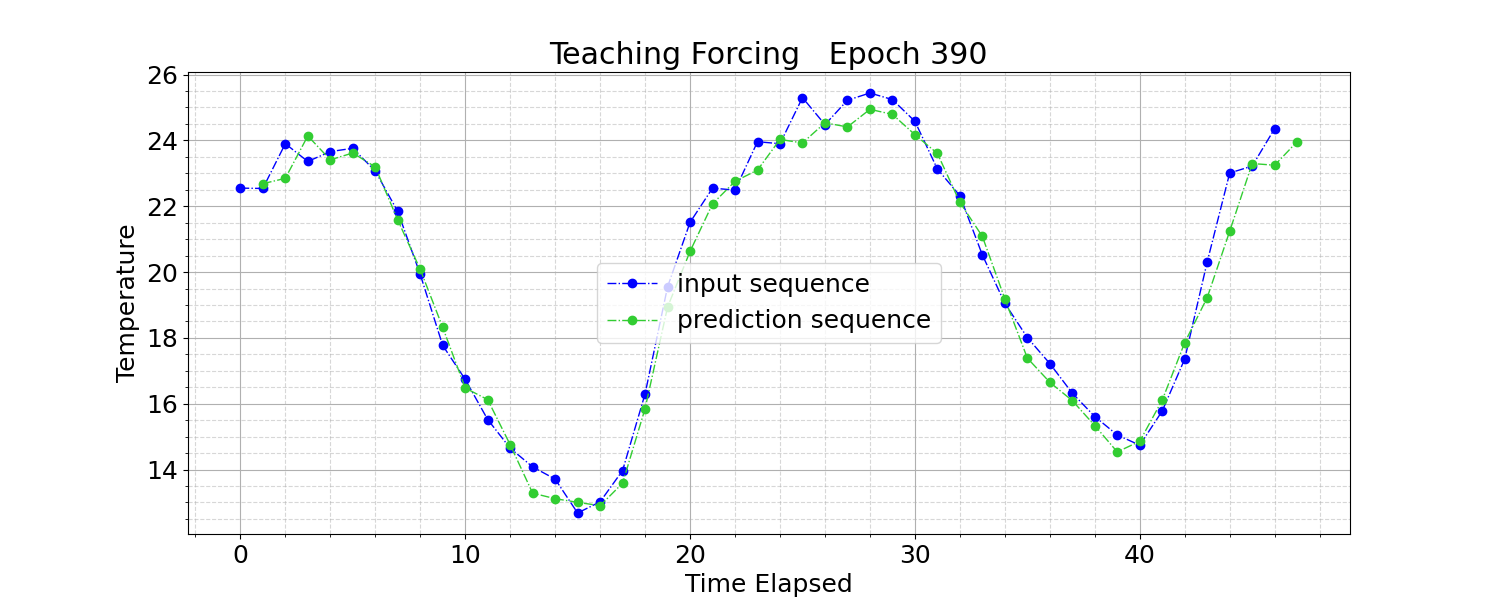 Teaching Forcing   Epoch 390
26
24
22
20
18
16
14
Temperature
input sequence
prediction sequence
0 10 20 30 40
Time Elapsed